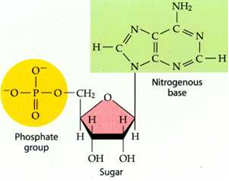 NH₂
N
C
C
N
H—C
C
C
C—H
N
N
Nitrogenous
base
O⁻
⁻O—P—O—CH₂
O
O
H
H
H
H
OH
OH
Phosphate
group
Sugar